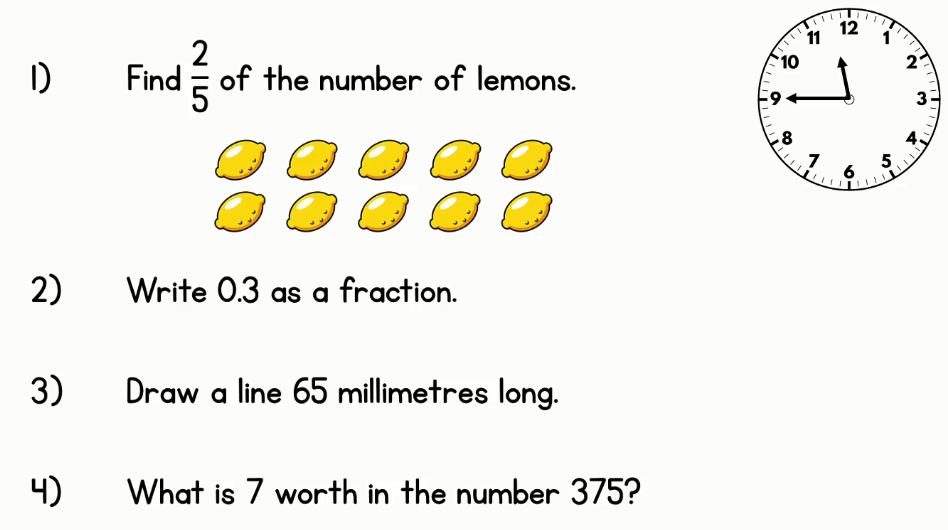 1) Find 2/5 of the number of lemons.
12
11 1
10 2
9 3
8 4
7 5
6
2) Write 0.3 as a fraction.
3) Draw a line 65 millimetres long.
4) What is 7 worth in the number 375?